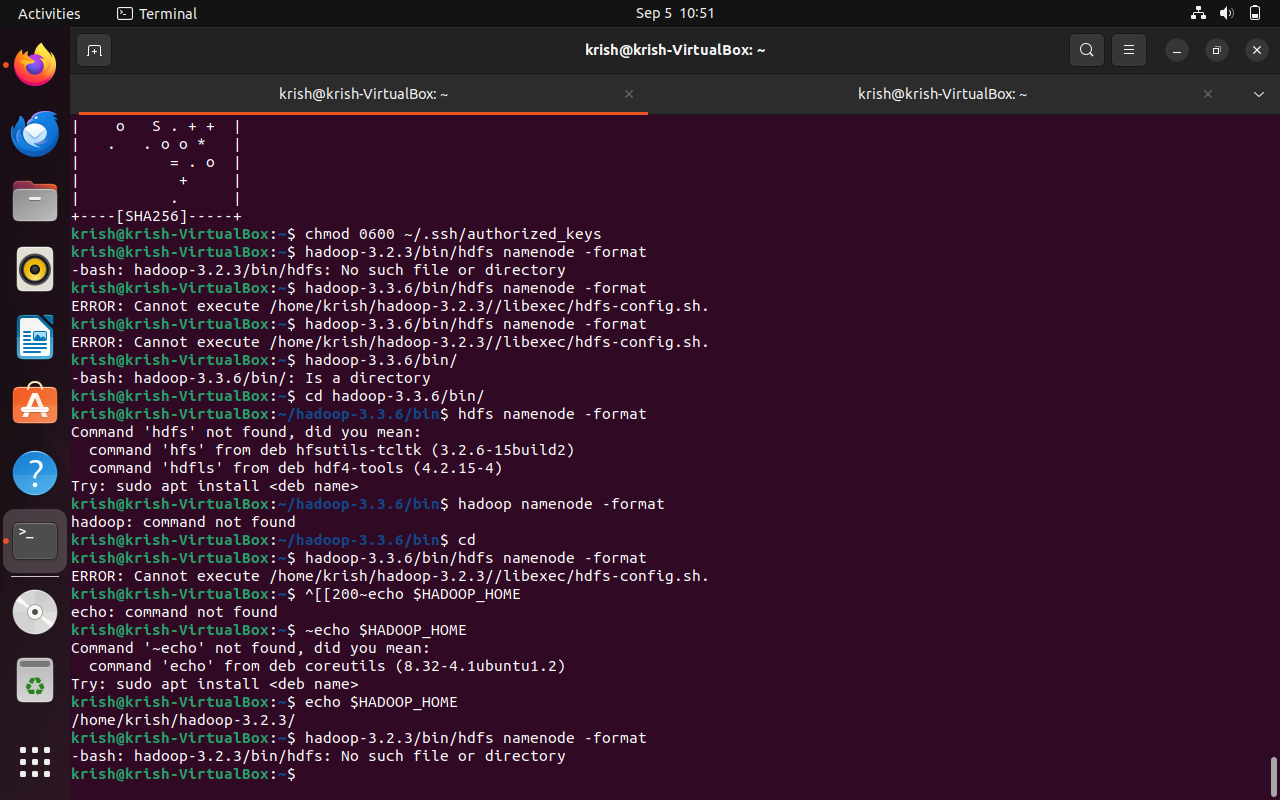 Activities
Terminal
Sep 5 10:51
krish@krish-VirtualBox: ~
krish@krish-VirtualBox: ~
krish@krish-VirtualBox: ~
|    o   S . + +  |
|   .   . o o *   |
|          = . o  |
|           +     |
|          .      |
+----[SHA256]-----+
krish@krish-VirtualBox:~$ chmod 0600 ~/.ssh/authorized_keys
krish@krish-VirtualBox:~$ hadoop-3.2.3/bin/hdfs namenode -format
-bash: hadoop-3.2.3/bin/hdfs: No such file or directory
krish@krish-VirtualBox:~$ hadoop-3.3.6/bin/hdfs namenode -format
ERROR: Cannot execute /home/krish/hadoop-3.2.3//libexec/hdfs-config.sh.
krish@krish-VirtualBox:~$ hadoop-3.3.6/bin/hdfs namenode -format
ERROR: Cannot execute /home/krish/hadoop-3.2.3//libexec/hdfs-config.sh.
krish@krish-VirtualBox:~$ hadoop-3.3.6/bin/
-bash: hadoop-3.3.6/bin/: Is a directory
krish@krish-VirtualBox:~$ cd hadoop-3.3.6/bin/
krish@krish-VirtualBox:~/hadoop-3.3.6/bin$ hdfs namenode -format
Command 'hdfs' not found, did you mean:
  command 'hfs' from deb hfsutils-tcltk (3.2.6-15build2)
  command 'hdfls' from deb hdf4-tools (4.2.15-4)
Try: sudo apt install <deb name>
krish@krish-VirtualBox:~/hadoop-3.3.6/bin$ hadoop namenode -format
hadoop: command not found
krish@krish-VirtualBox:~/hadoop-3.3.6/bin$ cd
krish@krish-VirtualBox:~$ hadoop-3.3.6/bin/hdfs namenode -format
ERROR: Cannot execute /home/krish/hadoop-3.2.3//libexec/hdfs-config.sh.
krish@krish-VirtualBox:~$ ^[[200~echo $HADOOP_HOME
echo: command not found
krish@krish-VirtualBox:~$ ~echo $HADOOP_HOME
Command '~echo' not found, did you mean:
  command 'echo' from deb coreutils (8.32-4.1ubuntu1.2)
Try: sudo apt install <deb name>
krish@krish-VirtualBox:~$ echo $HADOOP_HOME
/home/krish/hadoop-3.2.3/
krish@krish-VirtualBox:~$ hadoop-3.2.3/bin/hdfs namenode -format
-bash: hadoop-3.2.3/bin/hdfs: No such file or directory
krish@krish-VirtualBox:~$